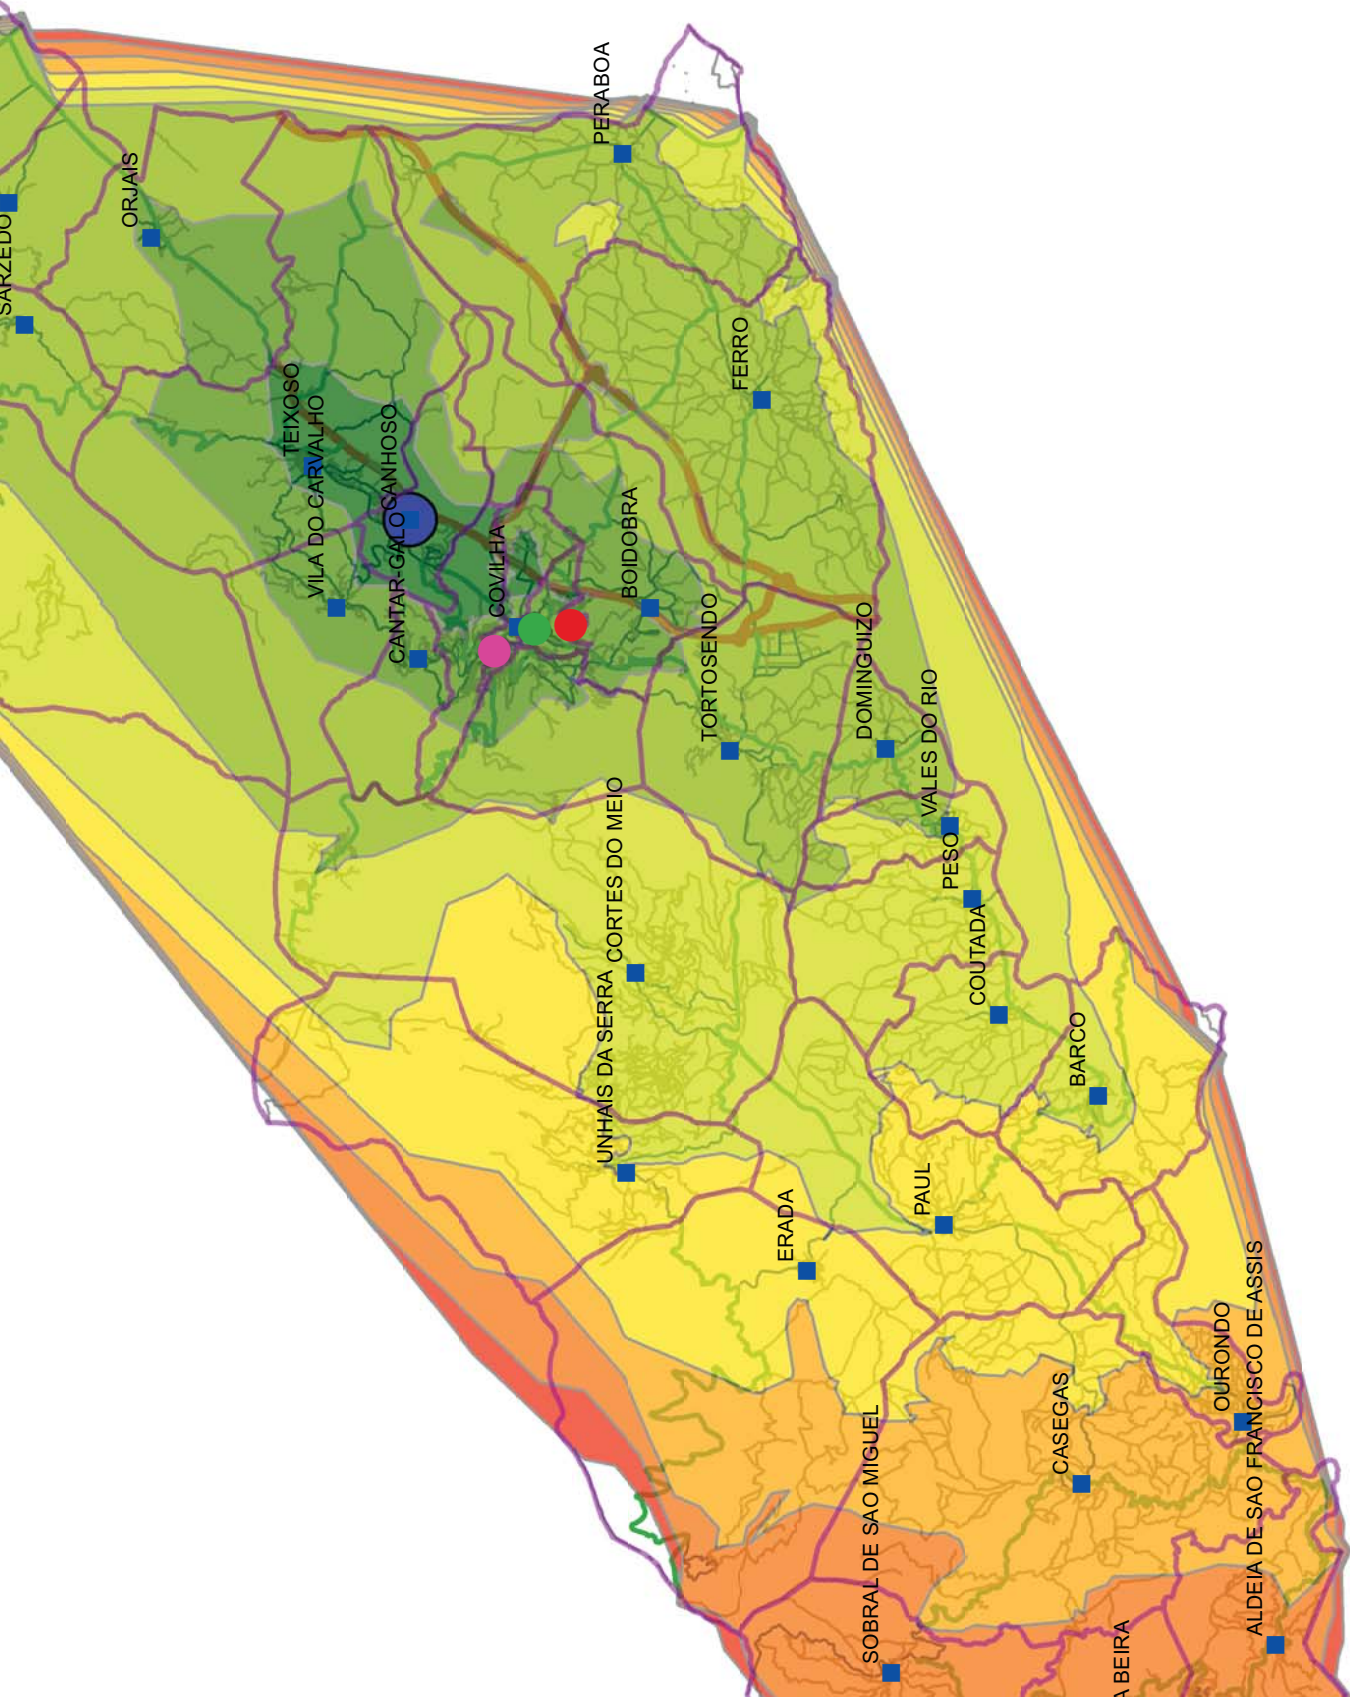 SARZEDO
ORJAIS
PERABOA
TEIXOSO
VILA DO CARVALHO
CANHOSO
CANTAR-GALO
COVILHA
BOIDOBRA
FERRO
TORTOSENDO
DOMINGUIZO
VALES DO RIO
PESO
COUTADA
CORTES DO MEIO
UNHAIS DA SERRA
BARCO
PAUL
ERADA
OURONDO
CASEGAS
ALDEIA DE SAO FRANCISCO DE ASSIS
SOBRAL DE SAO MIGUEL
A BEIRA